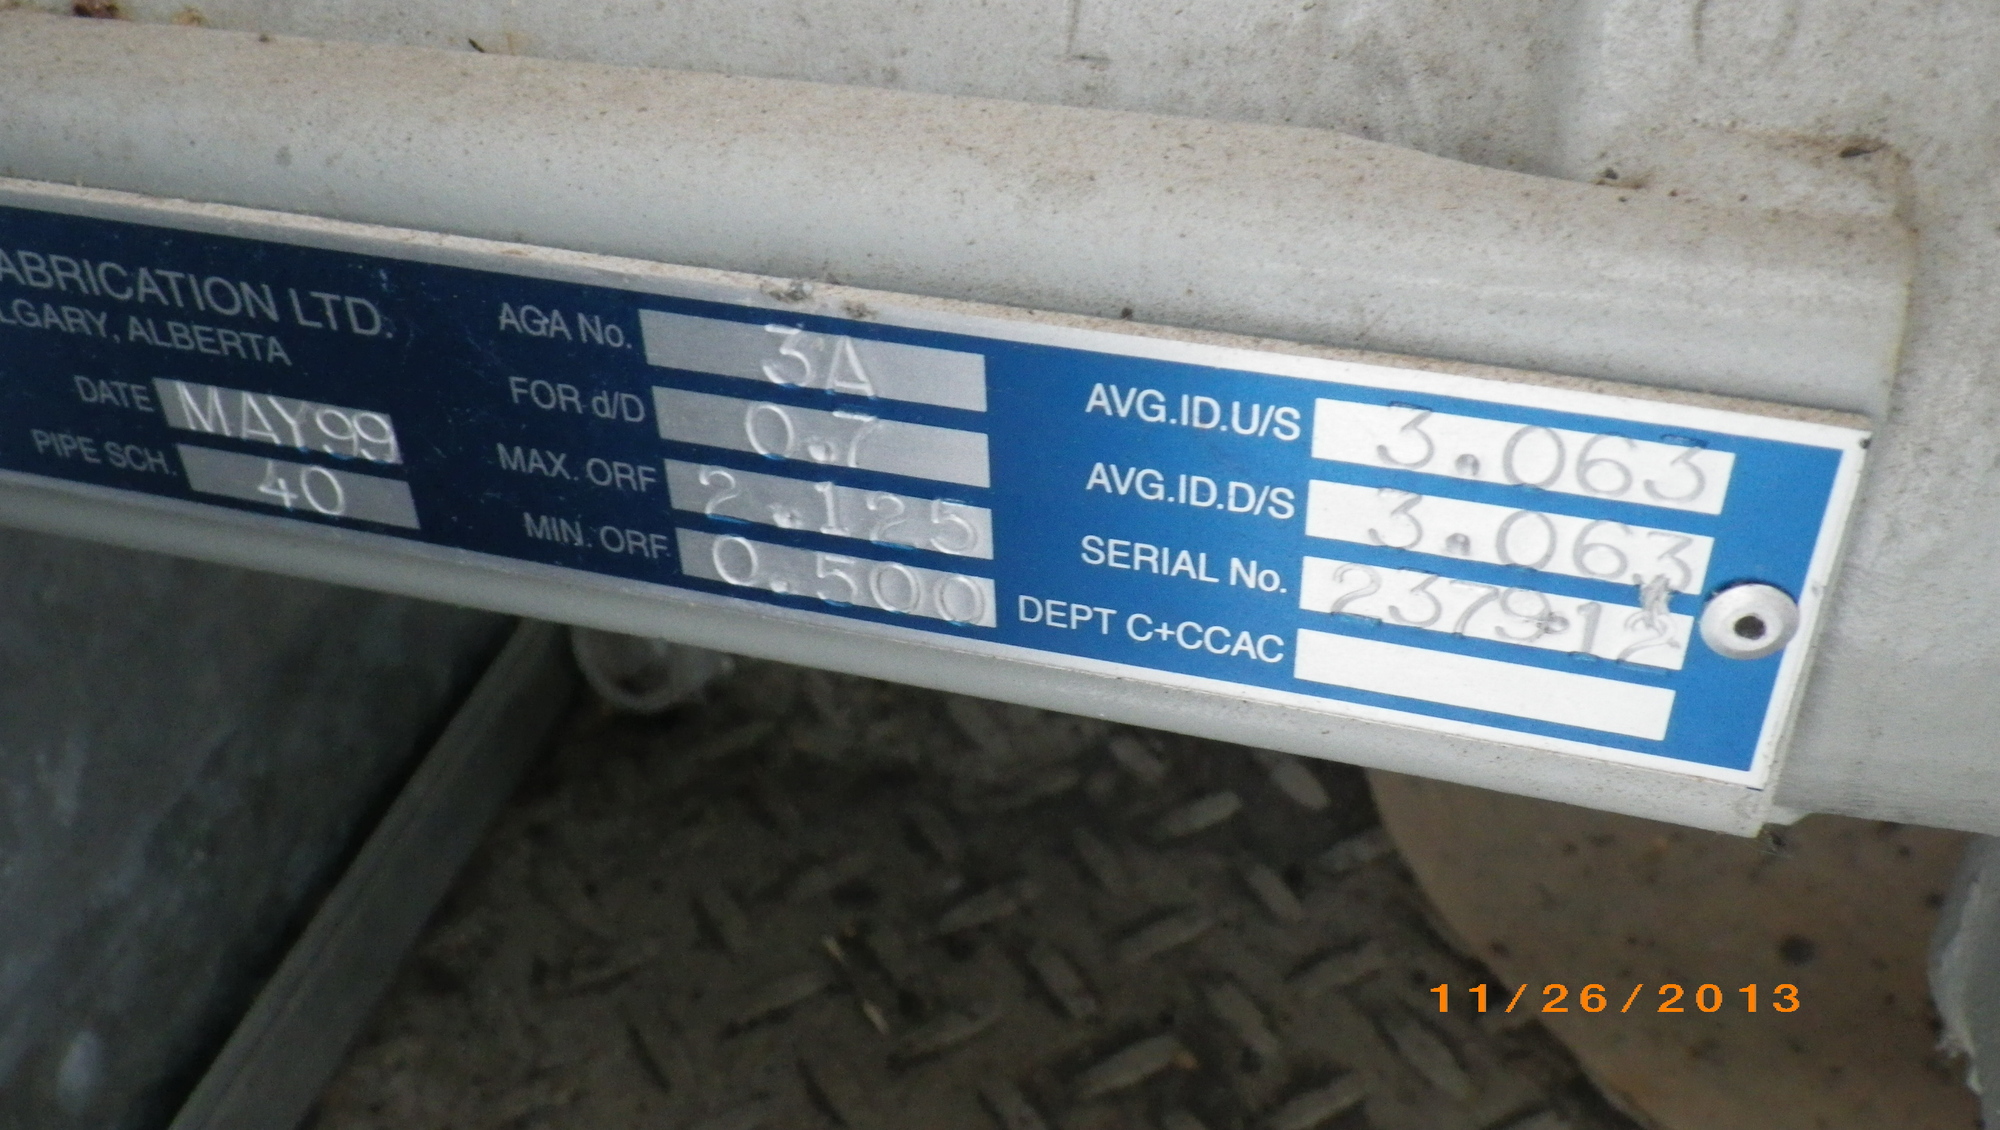 ABRICATION LTD.
LGARY, ALBERTA
DATE MAY99
PIPE SCH. 40
AGA No. 3A
FOR d/D 0.7
MAX. ORF 2.125
MIN. ORF. 0.500
AVG.ID.U/S 3.063
AVG.ID.D/S 3.063
SERIAL No.
DEPT C+CCAC
11/26/2013